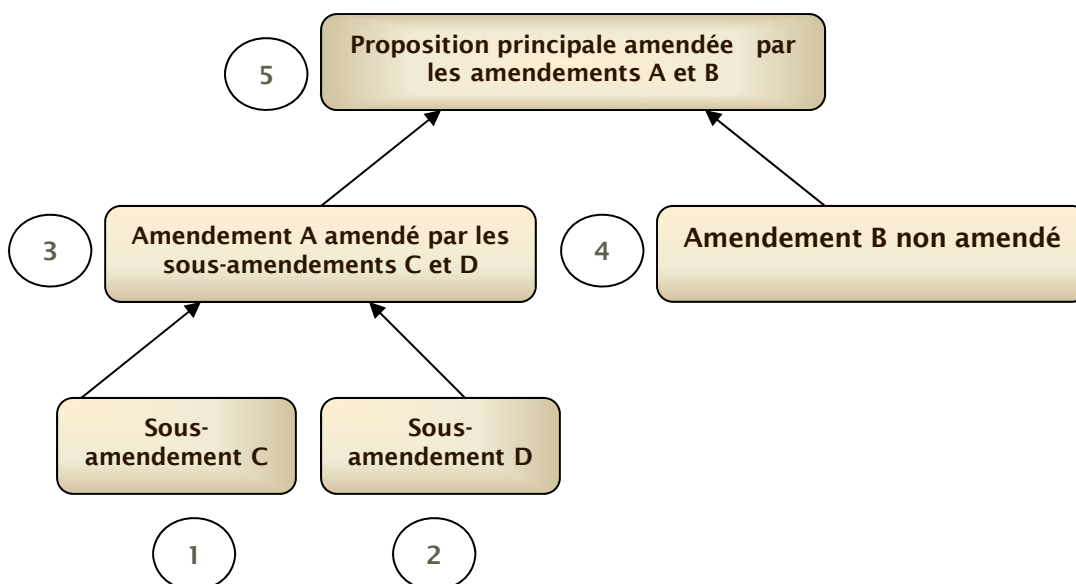 Proposition principale amendée par
les amendements A et B
5
Amendement A amendé par les
sous-amendements C et D
3
Amendement B non amendé
4
Sous-
amendement C
Sous-
amendement D
1
2